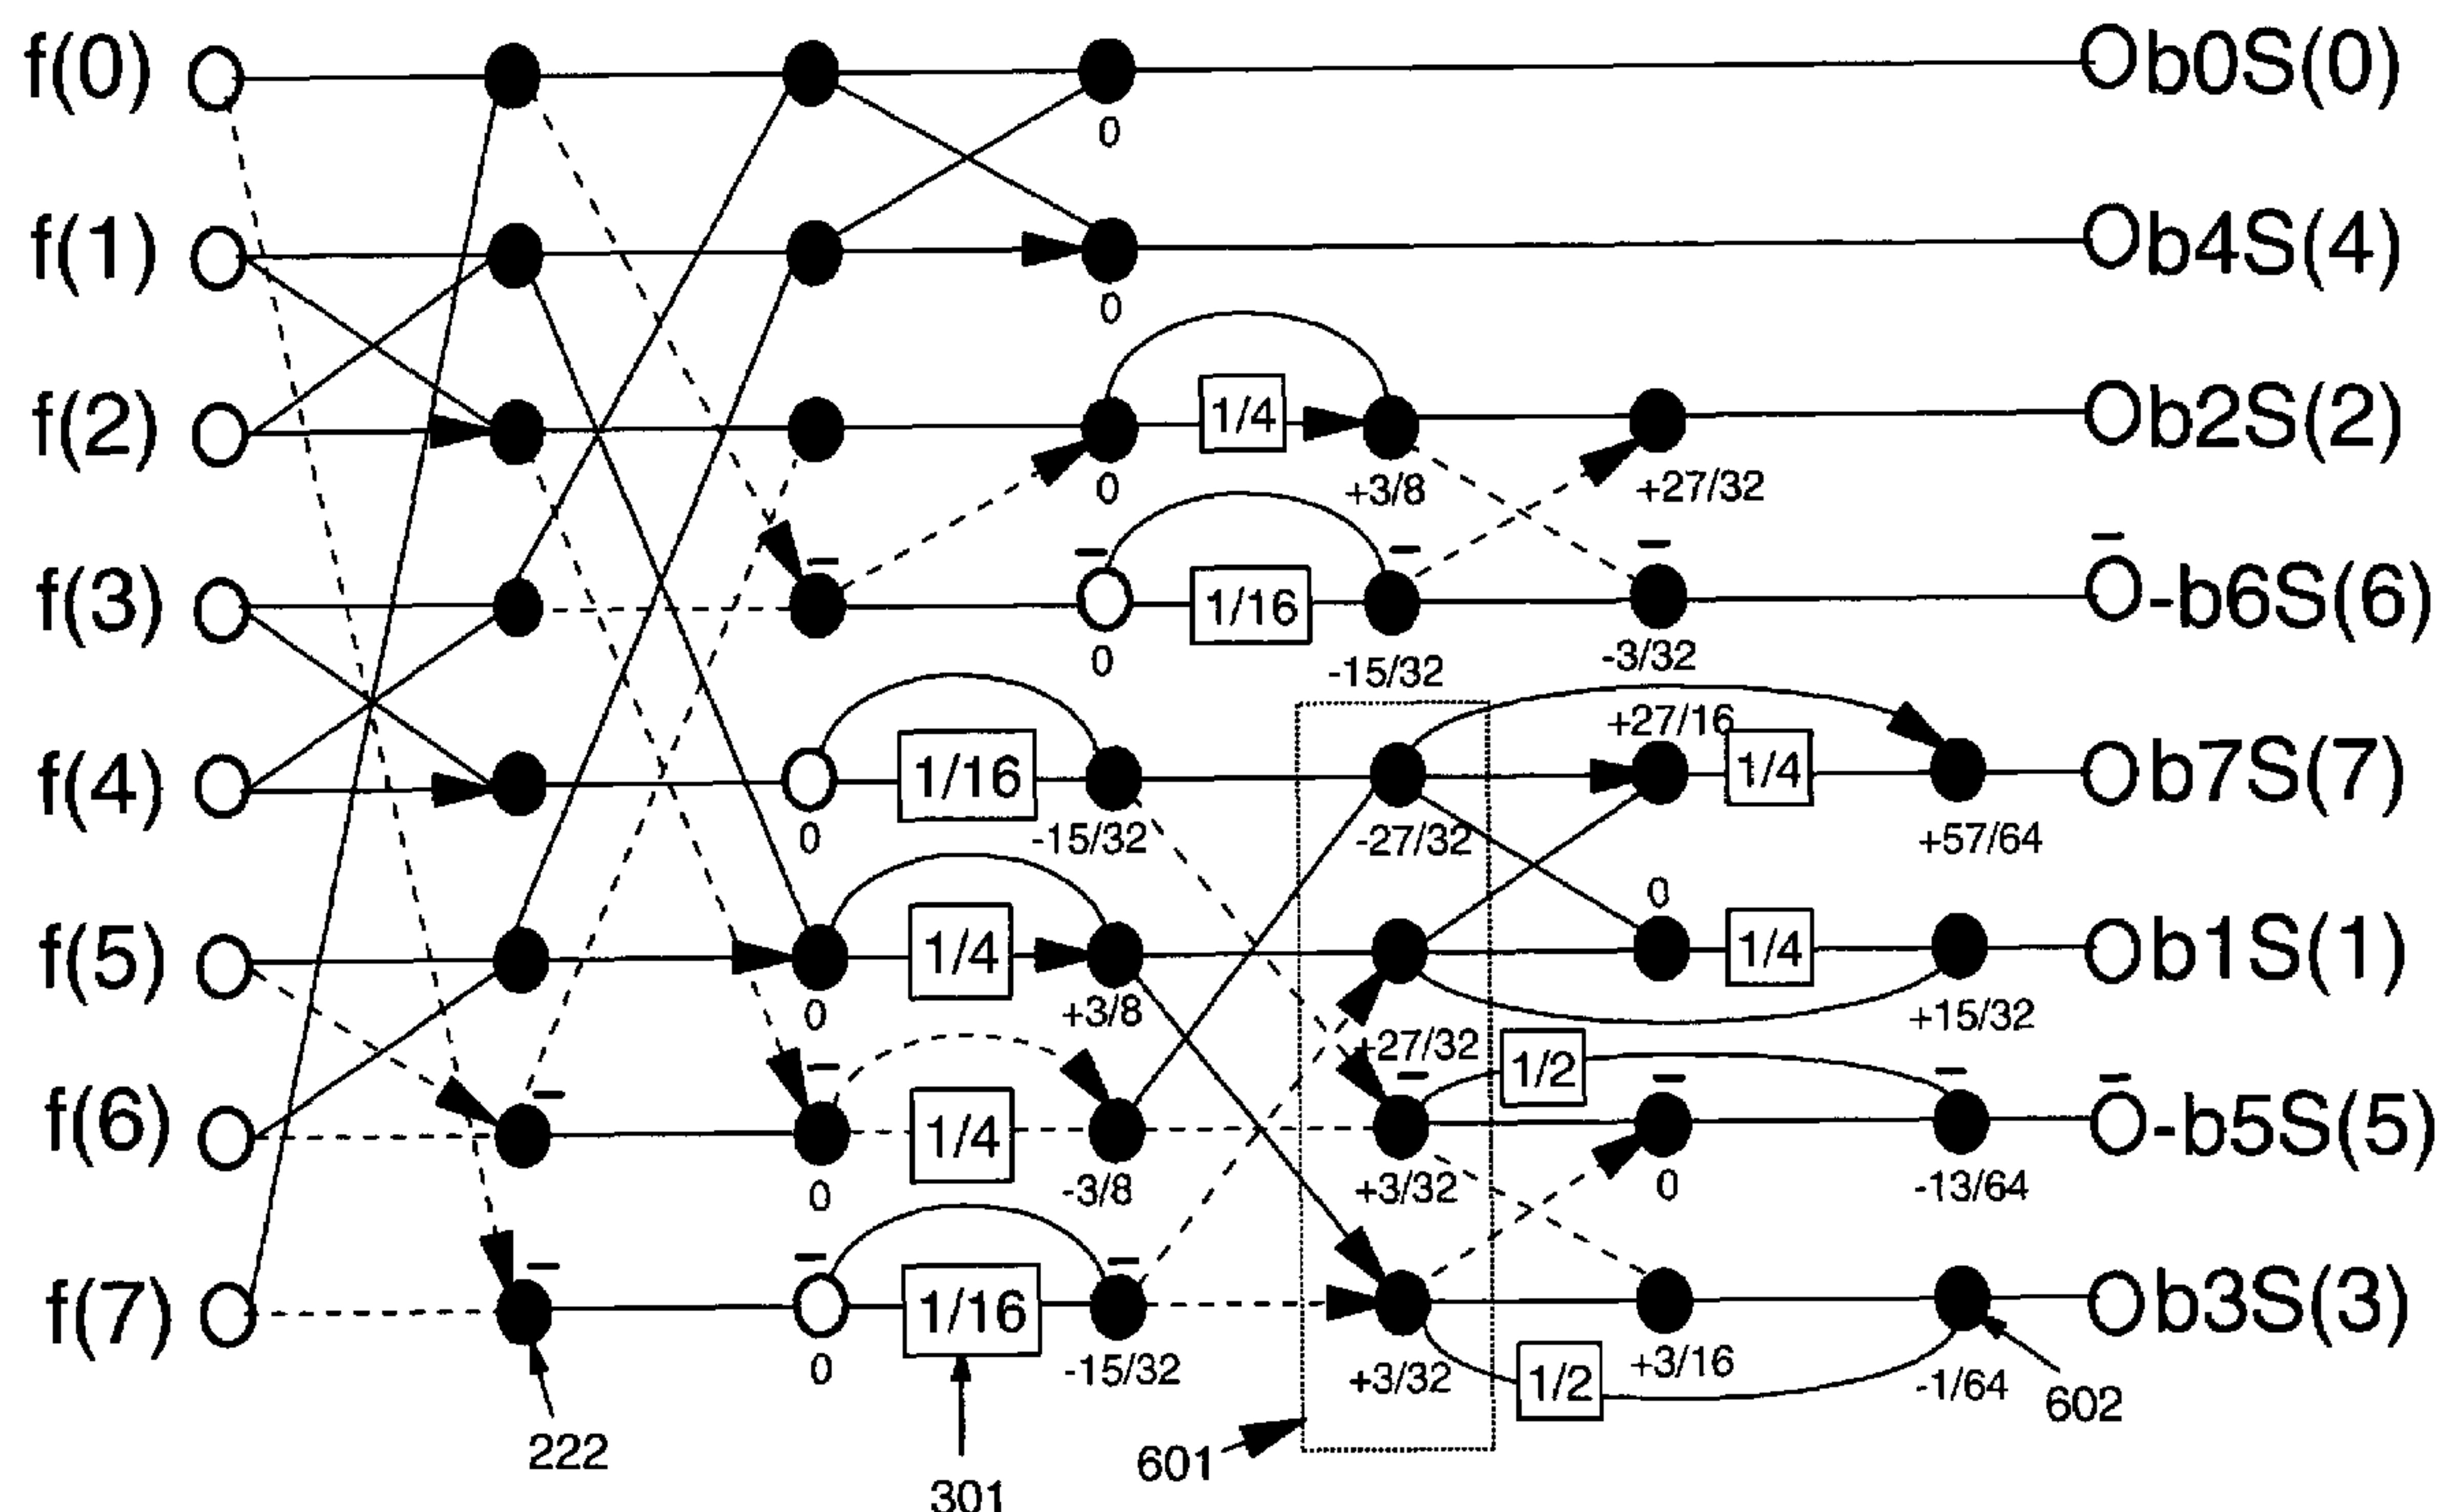 f(0) b0S(0)
0
f(1) b4S(4)
0
f(2) 1/4 b2S(2)
0 +3/8 +27/32
f(3) – – – – – 1/16 -b6S(6)
0 -15/32 -3/32
+27/16
f(4) 1/16 1/4 b7S(7)
0 -15/32 -27/32 +57/64
0
f(5) 1/4 1/4 b1S(1)
0 +3/8 +27/32 +15/32
1/2
f(6) – – 1/4 – – – – -b5S(5)
0 -3/8 +3/32 0 -13/64
f(7) – – 1/16 – b3S(3)
0 -15/32 +3/32 1/2 +3/16 -1/64
602
222 301 601